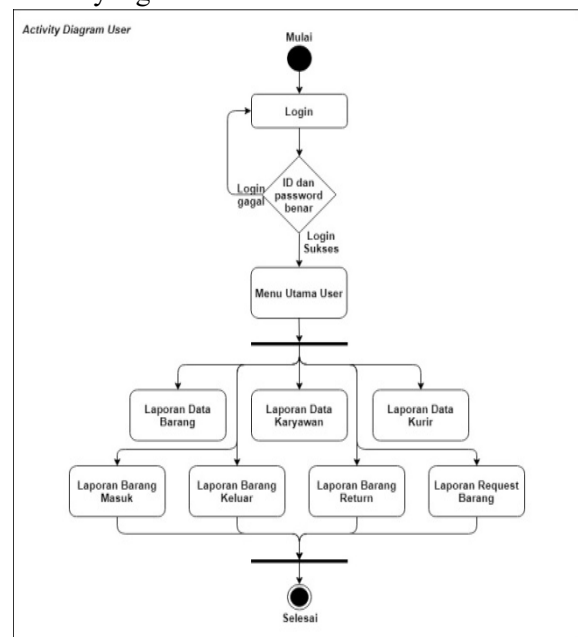 Activity Diagram User
Mulai
Login
Login
gagal
ID dan
password
benar
Login
Sukses
Menu Utama User
Laporan Data
Barang
Laporan Data
Karyawan
Laporan Data
Kurir
Laporan Barang
Masuk
Laporan Barang
Keluar
Laporan Barang
Return
Laporan Request
Barang
Selesai